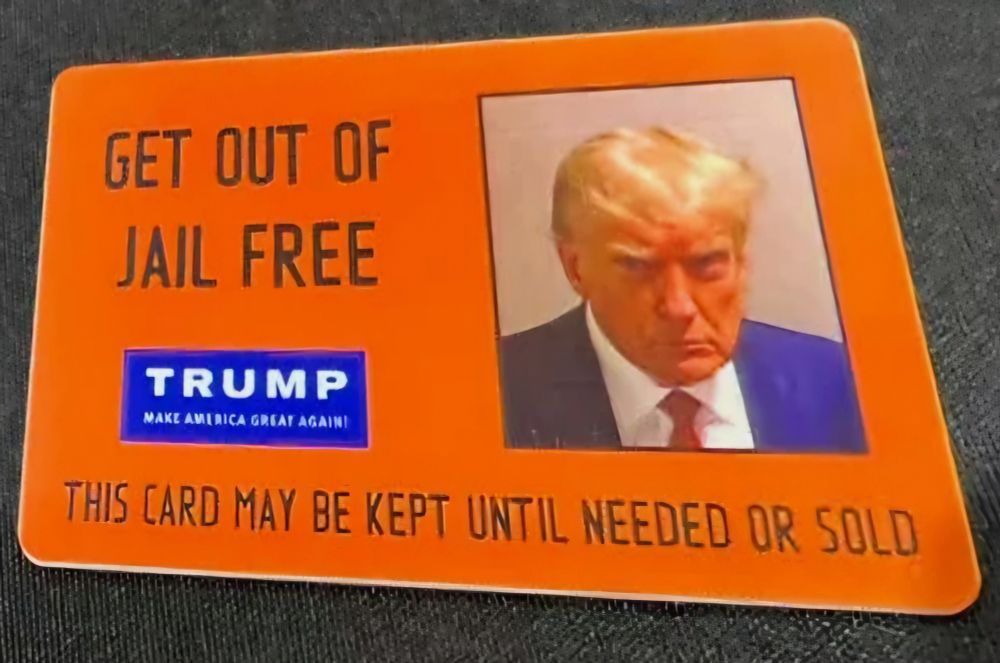 GET OUT OF
JAIL FREE
TRUMP
MAKE AMERICA GREAT AGAIN!
THIS CARD MAY BE KEPT UNTIL NEEDED OR SOLD